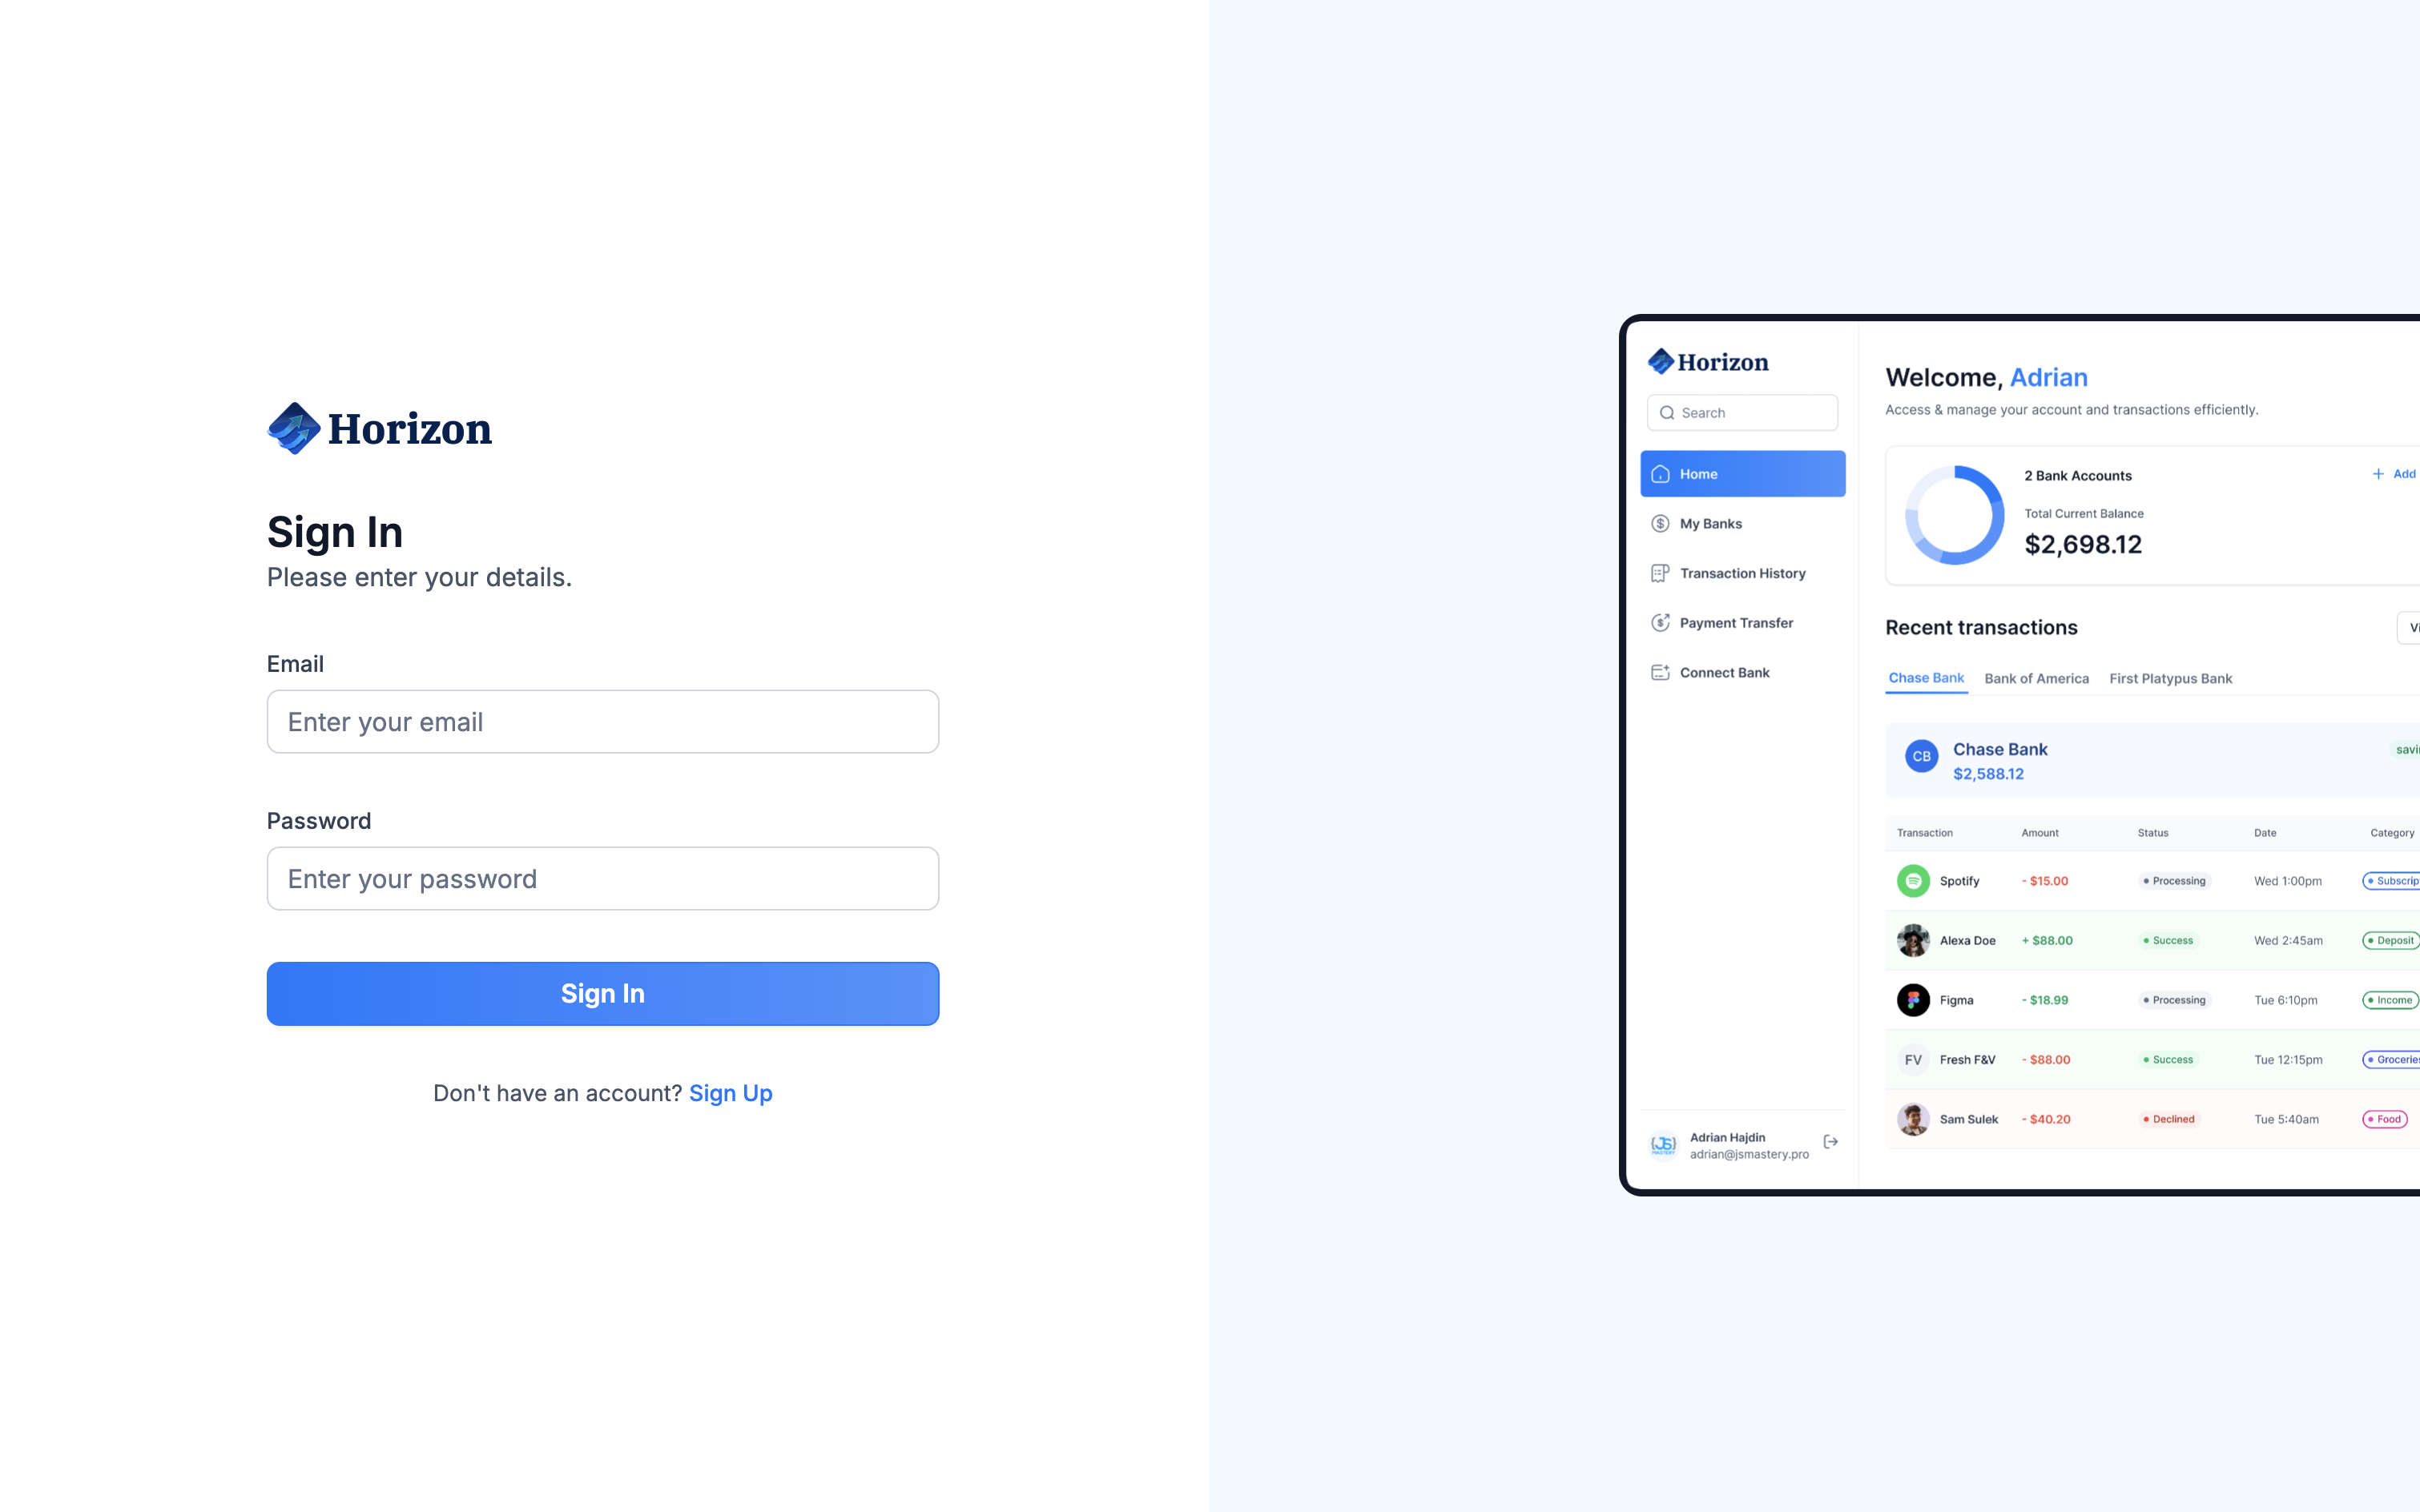 Horizon
Sign In
Please enter your details.
Email
Enter your email
Password
Enter your password
Sign In
Don't have an account? Sign Up
Horizon
Search
Home
My Banks
Transaction History
Payment Transfer
Connect Bank
Adrian Hajdin
adrian@jsmastery.pro
{JS}
MASTERY
Welcome, Adrian
Access & manage your account and transactions efficiently.
2 Bank Accounts
+ Add
Total Current Balance
$2,698.12
Recent transactions
Chase Bank Bank of America First Platypus Bank
CB
Chase Bank
$2,588.12
Transaction Amount Status Date Category
Spotify - $15.00 Processing Wed 1:00pm
Alexa Doe + $88.00 Success Wed 2:45am Deposit
Figma - $18.99 Processing Tue 6:10pm Income
FV Fresh F&V - $88.00 Success Tue 12:15pm Groceries
Sam Sulek - $40.20 Declined Tue 5:40am Food